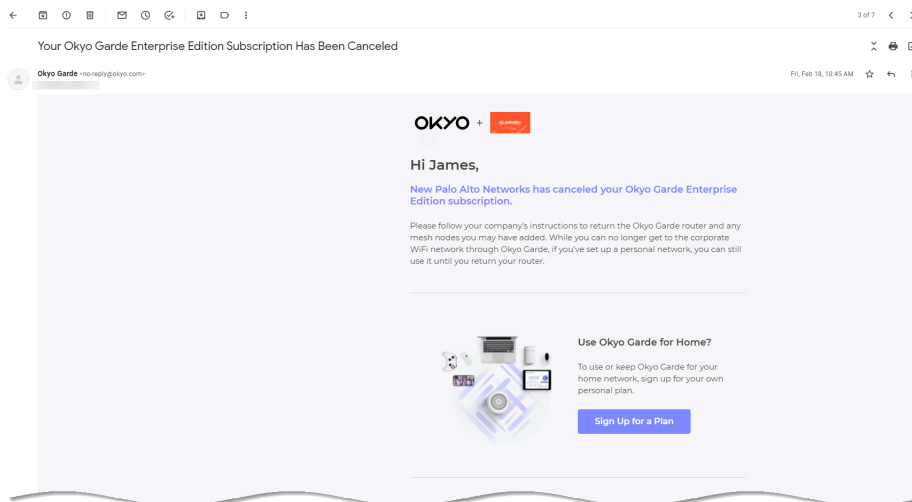 3 of 7
Your Okyo Garde Enterprise Edition Subscription Has Been Canceled
Okyo Garde <no-reply@okyo.com>
Fri, Feb 18, 10:45 AM
OKYO +
Hi James,
New Palo Alto Networks has canceled your Okyo Garde Enterprise
Edition subscription.
Please follow your company's instructions to return the Okyo Garde router and any
mesh nodes you may have added. While you can no longer get to the corporate
WiFi network through Okyo Garde, if you've set up a personal network, you can still
use it until you return your router.
Use Okyo Garde for Home?
To use or keep Okyo Garde for your
home network, sign up for your own
personal plan.
Sign Up for a Plan